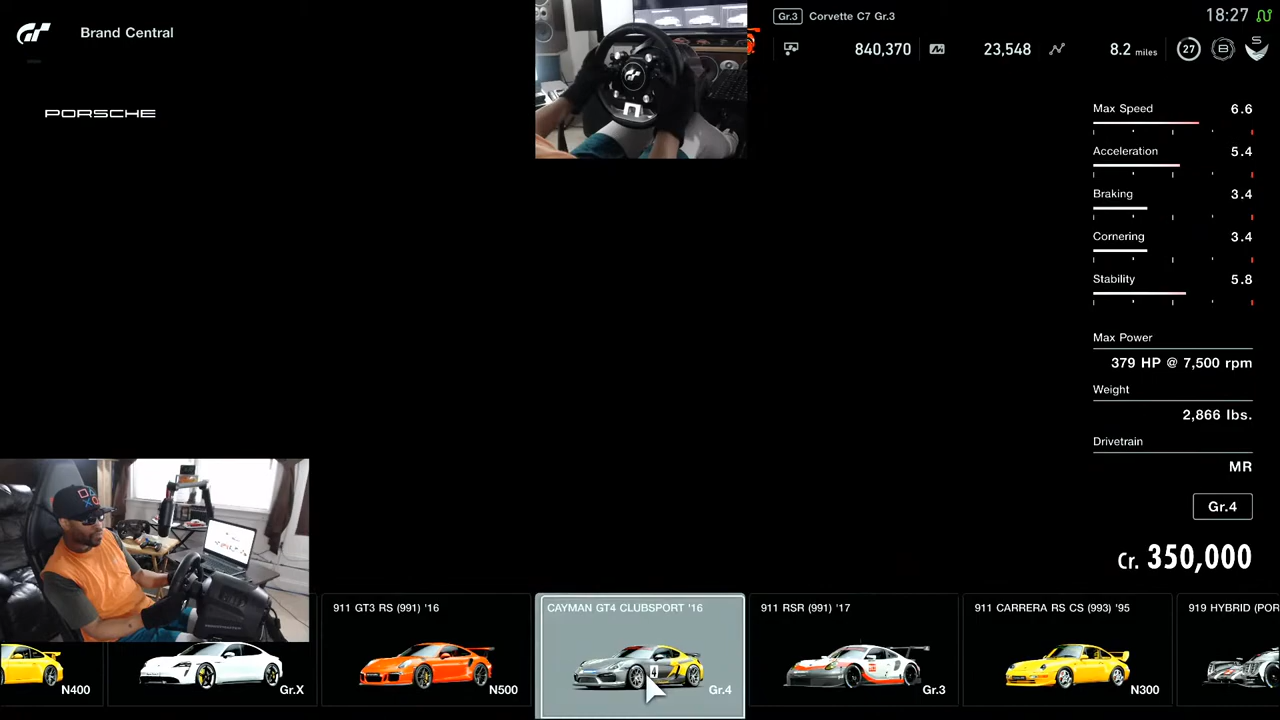 Brand Central
Gr.3 Corvette C7 Gr.3
18:27
840,370
23,548
8.2 miles
27
B
S
PORSCHE
Max Speed 6.6
Acceleration 5.4
Braking 3.4
Cornering 3.4
Stability 5.8
Max Power
379 HP @ 7,500 rpm
Weight
2,866 lbs.
Drivetrain
MR
Gr.4
Cr. 350,000
N400
Gr.X
911 GT3 RS (991) '16
N500
CAYMAN GT4 CLUBSPORT '16
4
Gr.4
911 RSR (991) '17
Gr.3
911 CARRERA RS CS (993) '95
N300
919 HYBRID (POR